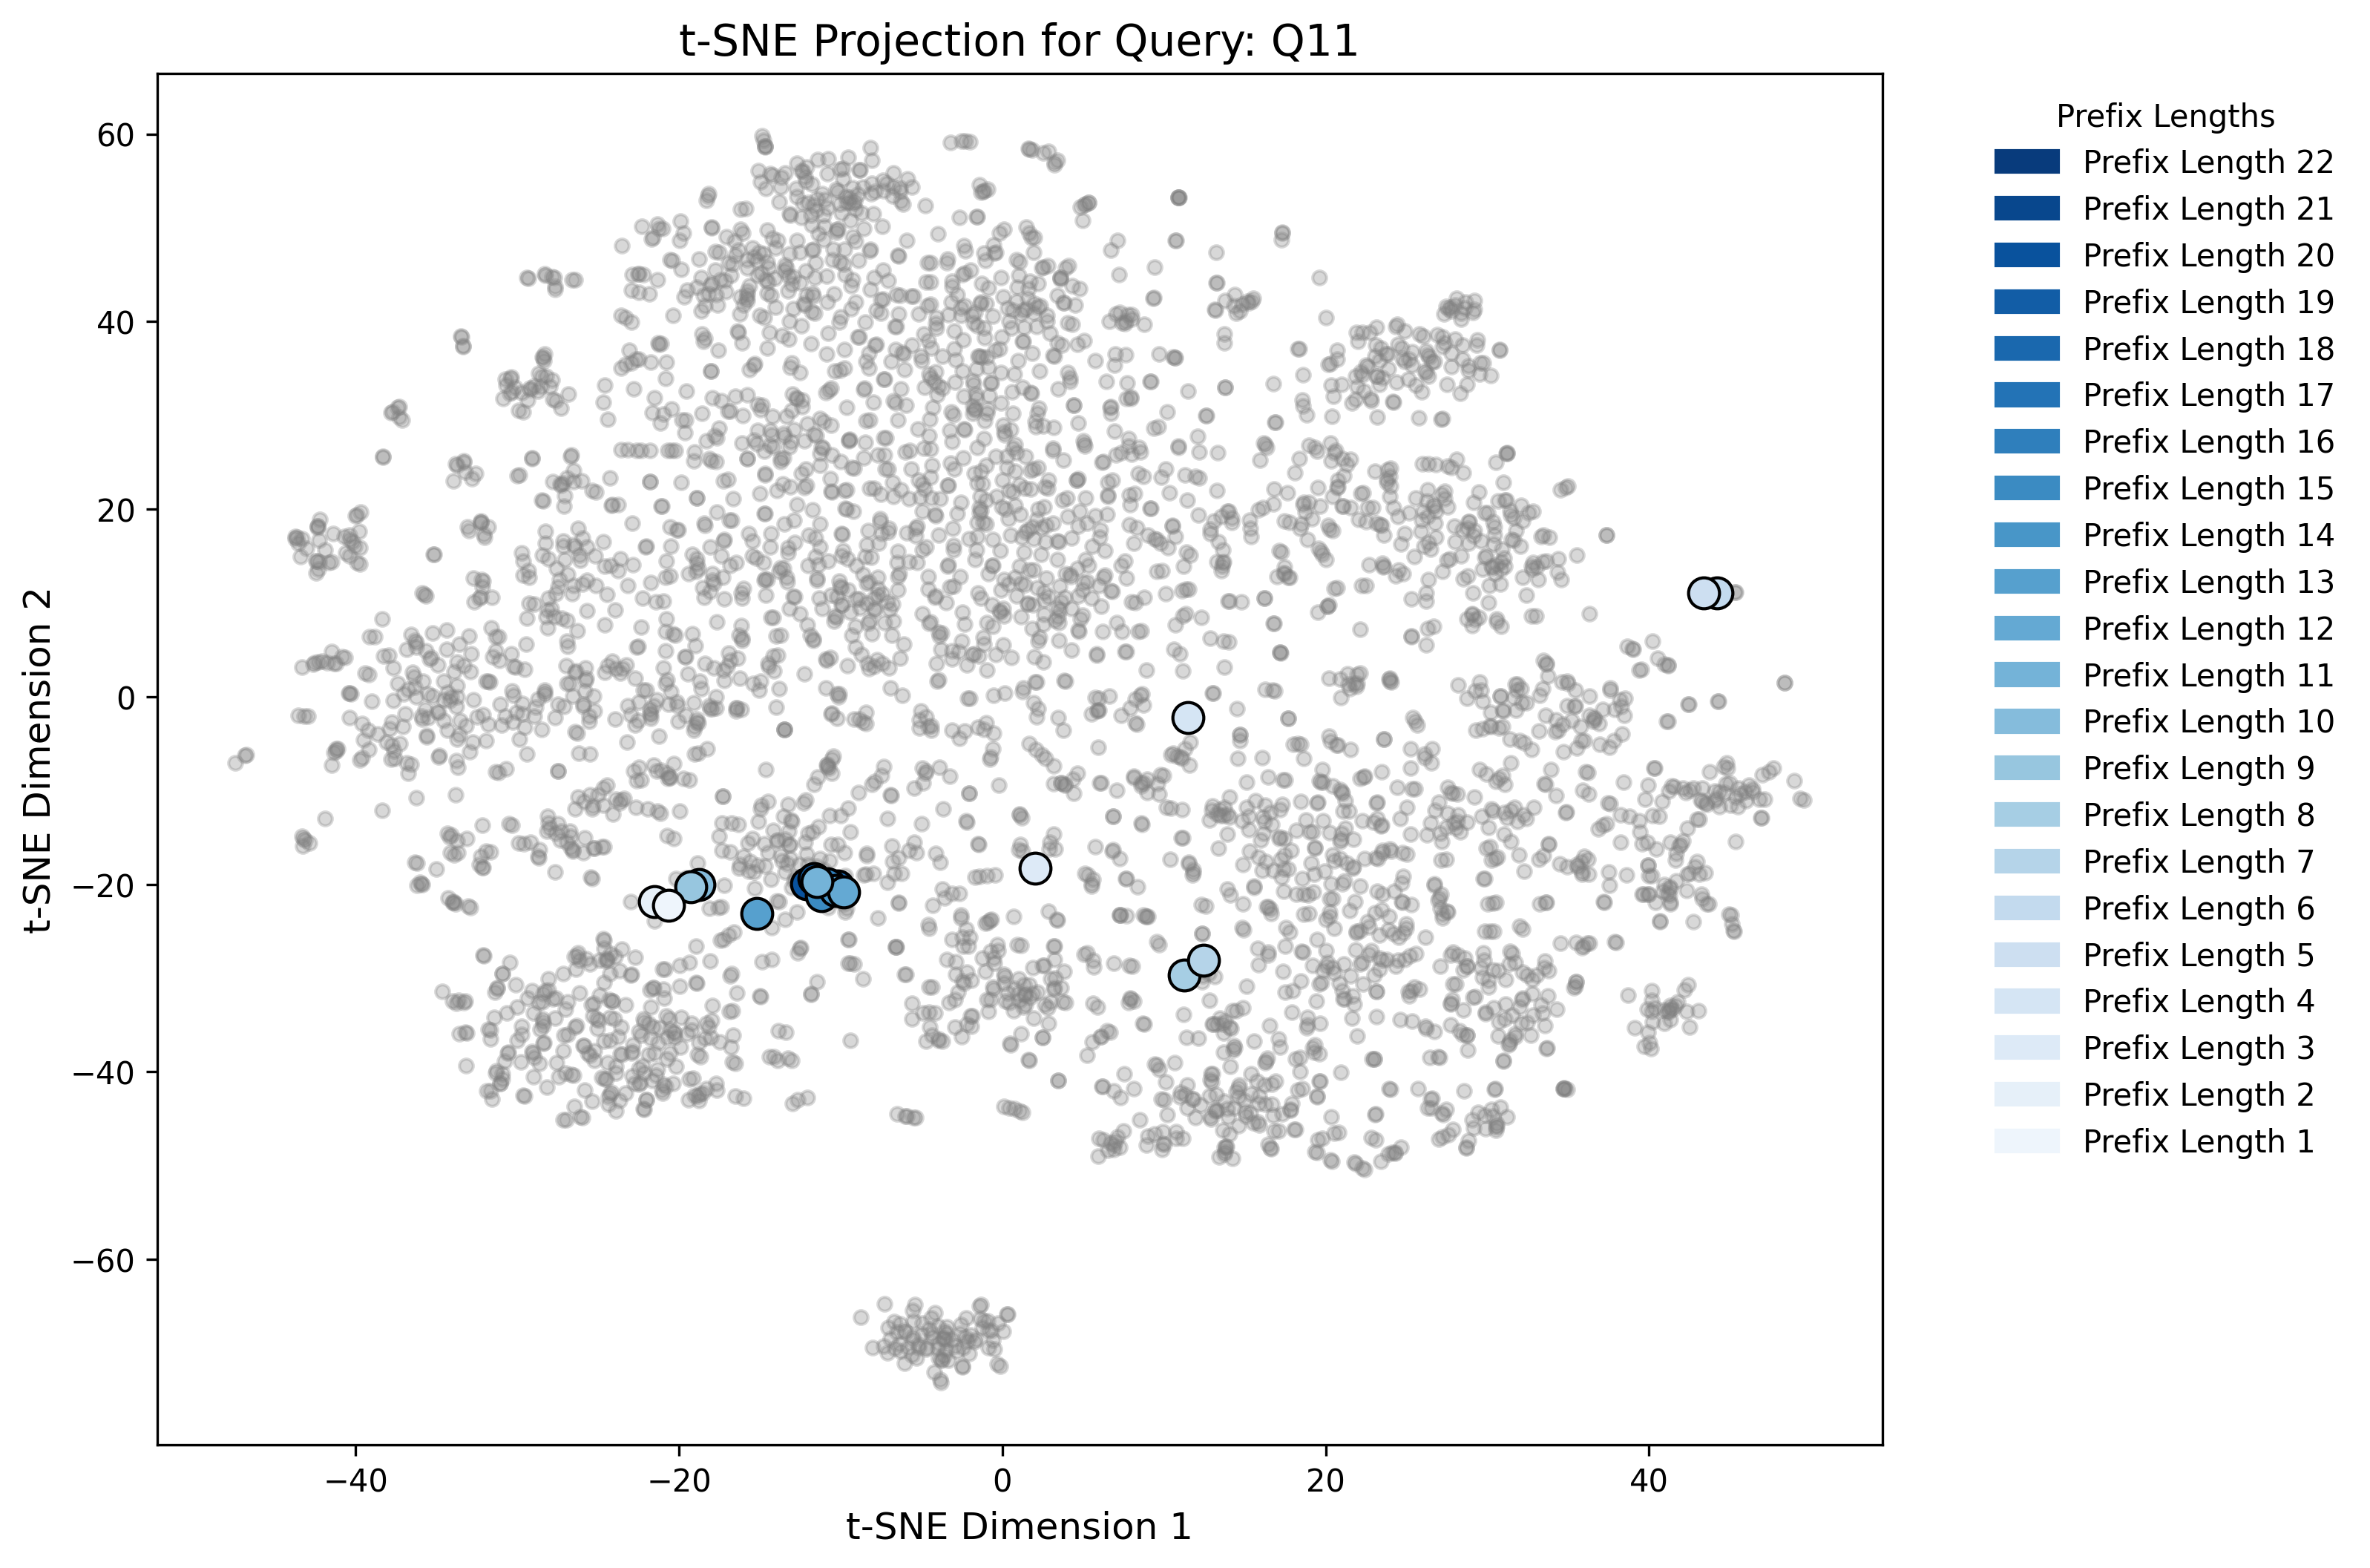 t-SNE Projection for Query: Q11
60
40
20
0
−20
−40
−60
−40
−20
0
20
40
t-SNE Dimension 2
t-SNE Dimension 1
Prefix Lengths
Prefix Length 22
Prefix Length 21
Prefix Length 20
Prefix Length 19
Prefix Length 18
Prefix Length 17
Prefix Length 16
Prefix Length 15
Prefix Length 14
Prefix Length 13
Prefix Length 12
Prefix Length 11
Prefix Length 10
Prefix Length 9
Prefix Length 8
Prefix Length 7
Prefix Length 6
Prefix Length 5
Prefix Length 4
Prefix Length 3
Prefix Length 2
Prefix Length 1